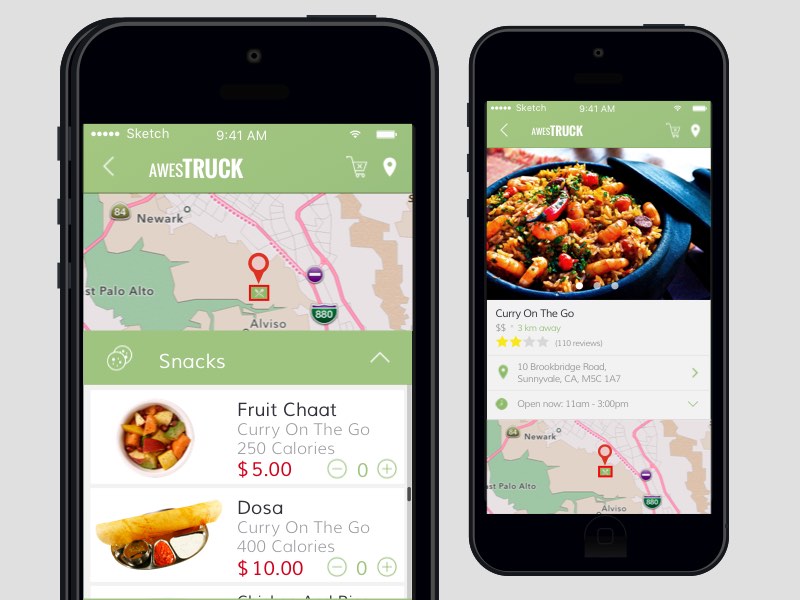 Sketch 9:41 AM
AWESTRUCK
84
Newark
st Palo Alto
880
Alviso
Snacks
Fruit Chaat
Curry On The Go
250 Calories
$5.00 0
Dosa
Curry On The Go
400 Calories
$10.00 0
Sketch 9:41 AM
AWESTRUCK
Curry On The Go
$$ 3 km away
(110 reviews)
10 Brookbridge Road,
Sunnyvale, CA, M5C 1A7
Open now: 11am - 3:00pm
84
Newark
st Palo Alto
880
Alviso